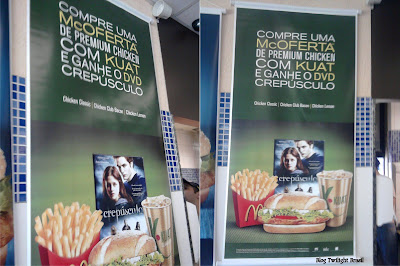 COMPRE UMA
McOFERTA
DE PREMIUM CHICKEN
COM KUAT
E GANHE O DVD
CREPÚSCULO
Chicken Classic | Chicken Club Bacon | Chicken Lemon
crepúsculo
COMPRE UMA
McOFERTA
DE PREMIUM CHICKEN
COM KUAT
E GANHE O DVD
CREPÚSCULO
Chicken Classic | Chicken Club Bacon | Chicken Lemon
crepúsculo
Blog Twilight Brasil